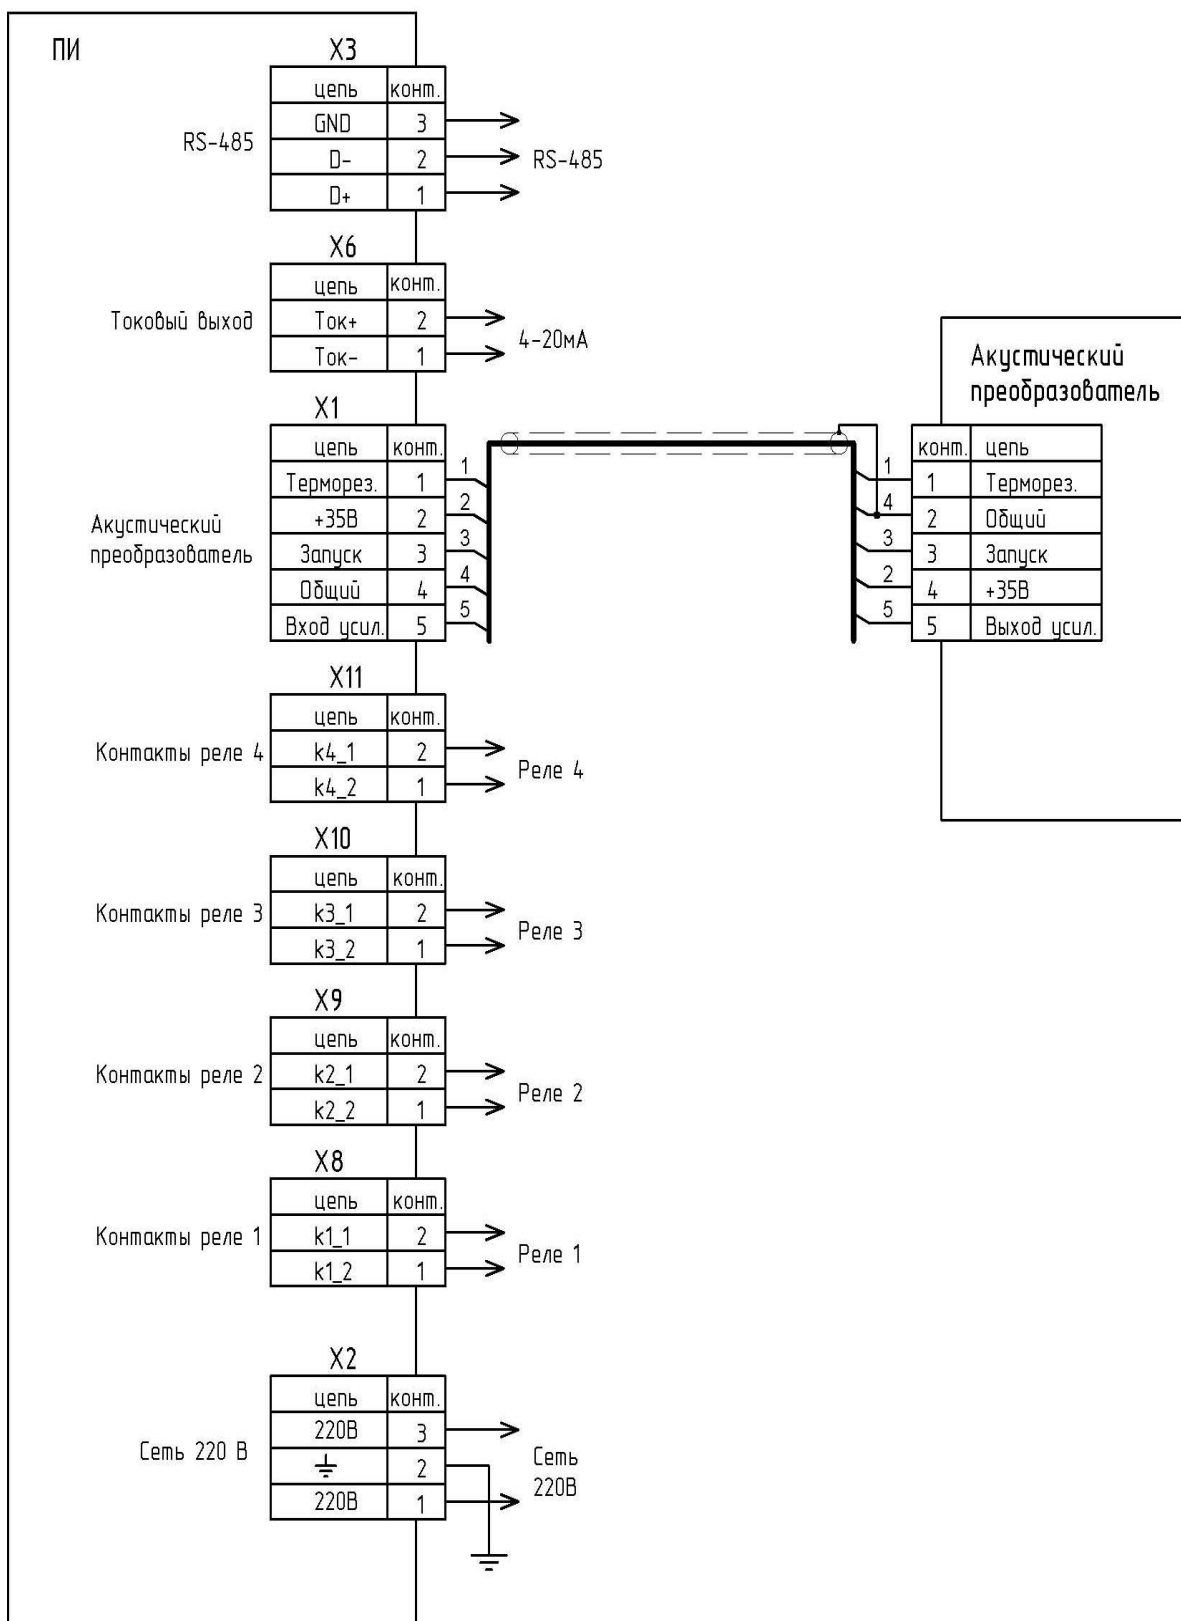 ПИ
X3
цепь конт.
GND 3
D- 2
D+ 1
RS-485
RS-485
X6
цепь конт.
Ток+ 2
Ток- 1
Токовый выход
4-20мА
X1
цепь конт.
Терморез. 1
+35В 2
Запуск 3
Общий 4
Вход усил. 5
Акустический
преобразователь
1
2
3
4
5
Акустический
преобразователь
конт. цепь
1 Терморез.
2 Общий
3 Запуск
4 +35В
5 Выход усил.
1
4
3
2
5
X11
цепь конт.
k4_1 2
k4_2 1
Контакты реле 4
Реле 4
X10
цепь конт.
k3_1 2
k3_2 1
Контакты реле 3
Реле 3
X9
цепь конт.
k2_1 2
k2_2 1
Контакты реле 2
Реле 2
X8
цепь конт.
k1_1 2
k1_2 1
Контакты реле 1
Реле 1
X2
цепь конт.
220В 3
2
220В 1
Сеть 220 В
Сеть
220В